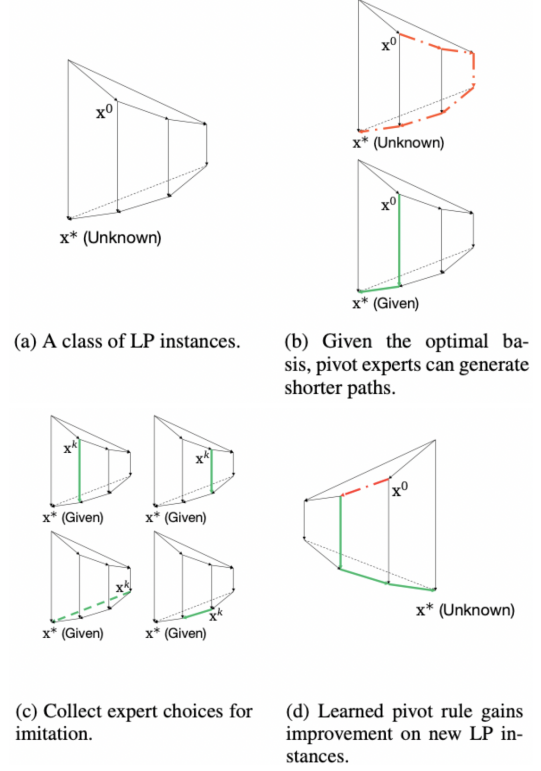 x⁰
x* (Unknown)
(a) A class of LP instances.
x⁰
x* (Unknown)
x⁰
x* (Given)
(b) Given the optimal ba-
sis, pivot experts can generate
shorter paths.
xᵏ
x* (Given)
xᵏ
x* (Given)
xᵏ
x* (Given)
xᵏ
x* (Given)
(c) Collect expert choices for
imitation.
x⁰
x* (Unknown)
(d) Learned pivot rule gains
improvement on new LP in-
stances.